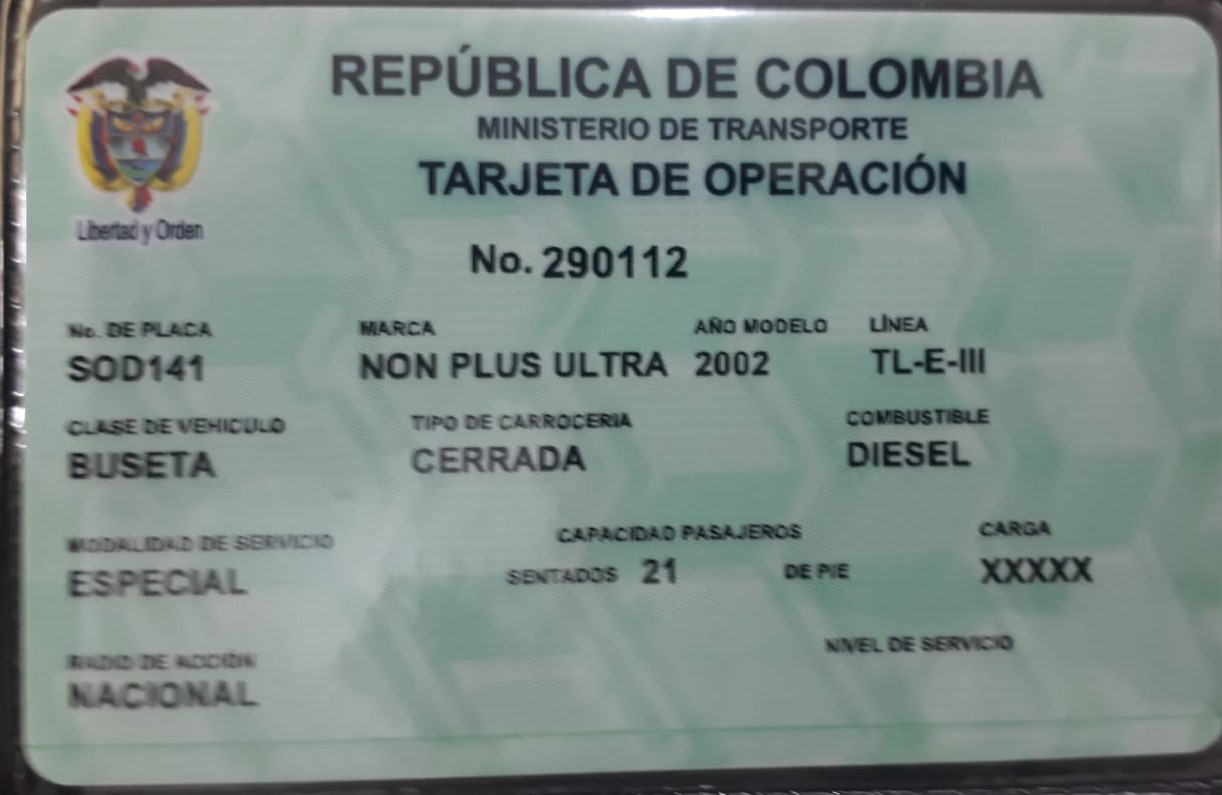 REPÚBLICA DE COLOMBIA
MINISTERIO DE TRANSPORTE
TARJETA DE OPERACIÓN
Libertad y Orden
No. 290112
No. DE PLACA MARCA AÑO MODELO LÍNEA
SOD141 NON PLUS ULTRA 2002 TL-E-III
CLASE DE VEHICULO TIPO DE CARROCERIA COMBUSTIBLE
BUSETA CERRADA DIESEL
MODALIDAD DE SERVICIO CAPACIDAD PASAJEROS CARGA
ESPECIAL SENTADOS 21 DE PIE XXXXX
RADIO DE ACCIÓN NIVEL DE SERVICIO
NACIONAL